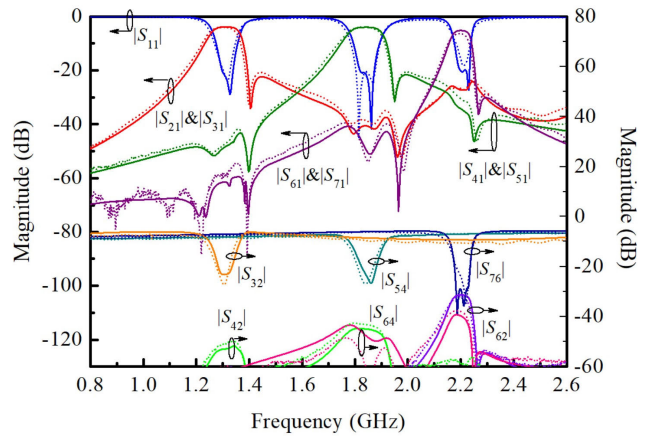 0
-20
-40
-60
-80
-100
-120
Magnitude (dB)
80
60
40
20
0
-20
-40
-60
Magnitude (dB)
|S11|
|S21|&|S31|
|S61|&|S71|
|S41|&|S51|
|S32|
|S54|
|S76|
|S42|
|S64|
|S62|
0.8 1.0 1.2 1.4 1.6 1.8 2.0 2.2 2.4 2.6
Frequency (GHz)